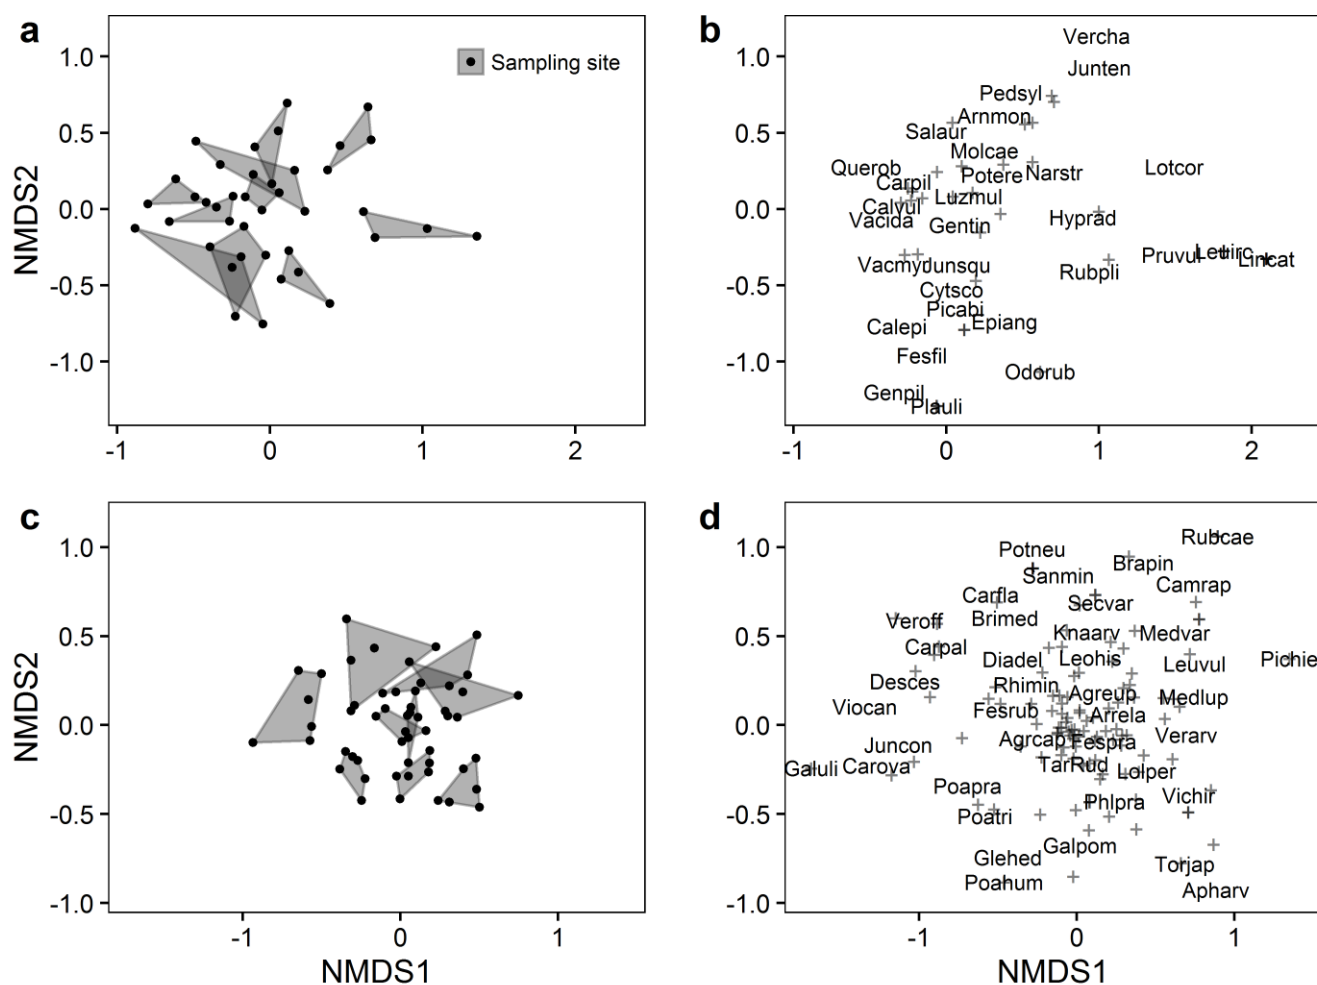 a
1.0
0.5
0.0
-0.5
-1.0
NMDS2
Sampling site
-1
0
1
2
b
1.0
0.5
0.0
-0.5
-1.0
Vercha
Junten
Pedsyl
Arnmon
Salaur
Molcae
Querob
Potere
Narstr
Lotcor
Carpil
Luzmul
Calvul
Vacida
Gentin
Hyprad
Pruvul
Leuirc
Lincat
Vacmyr
Junsqu
Rubpli
Cytsco
Picabi
Epiang
Calepi
Fesfil
Odorub
Genpil
Plauli
-1
0
1
2
c
1.0
0.5
0.0
-0.5
-1.0
NMDS2
-1
0
1
NMDS1
d
1.0
0.5
0.0
-0.5
-1.0
Rubcae
Potneu
Brapin
Sanmin
Camrap
Carfla
Secvar
Brimed
Veroff
Knaarv
Medvar
Carpal
Diadel
Leohis
Leuvul
Pichie
Desces
Rhimin
Agreup
Medlup
Viocan
Fesrub
Arrela
Verarv
Agrcap
Fespra
Juncon
Galuli
Carova
TarRud
Lolper
Poapra
Phlpra
Vichir
Poatri
Galpom
Glehed
Torjap
Poahum
Apharv
-1
0
1
NMDS1